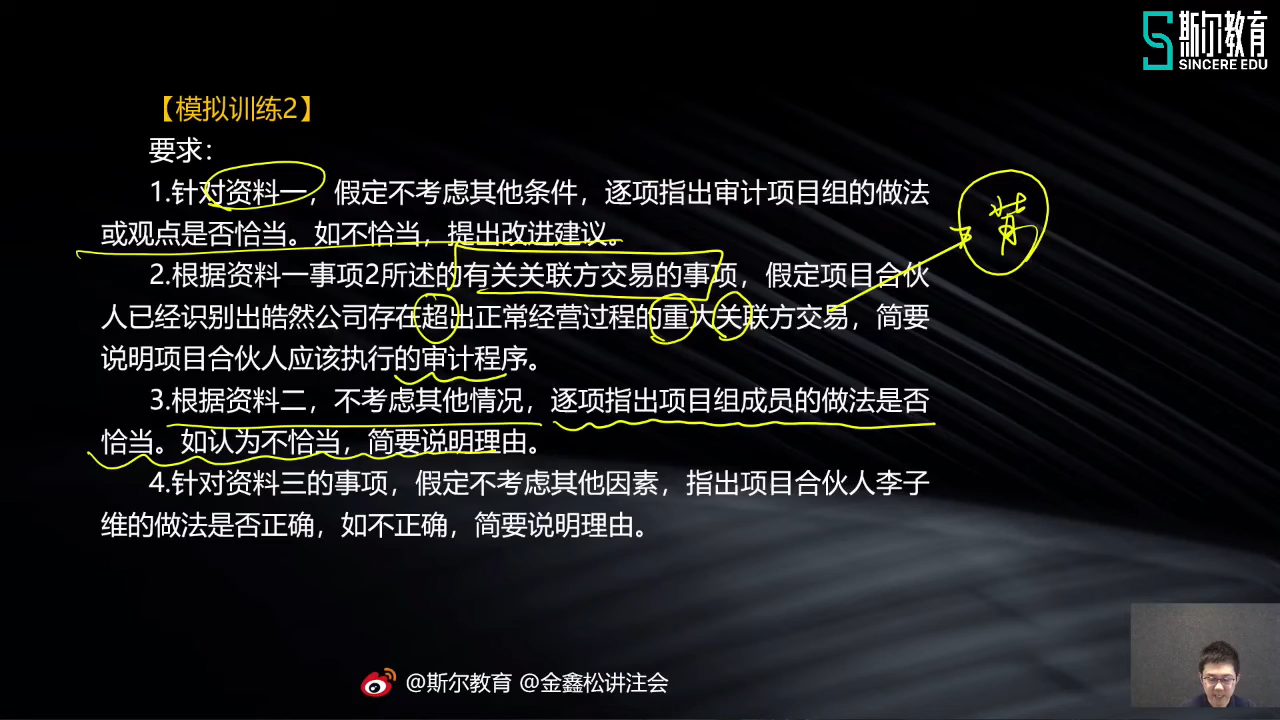 斯尔教育
SINCERE EDU
【模拟训练2】
要求：
1.针对资料一，假定不考虑其他条件，逐项指出审计项目组的做法
或观点是否恰当。如不恰当，提出改进建议。
2.根据资料一事项2所述的有关关联方交易的事项，假定项目合伙
人已经识别出皓然公司存在超出正常经营过程的重大关联方交易，简要
说明项目合伙人应该执行的审计程序。
3.根据资料二，不考虑其他情况，逐项指出项目组成员的做法是否
恰当。如认为不恰当，简要说明理由。
4.针对资料三的事项，假定不考虑其他因素，指出项目合伙人李子
维的做法是否正确，如不正确，简要说明理由。
@斯尔教育 @金鑫松讲注会